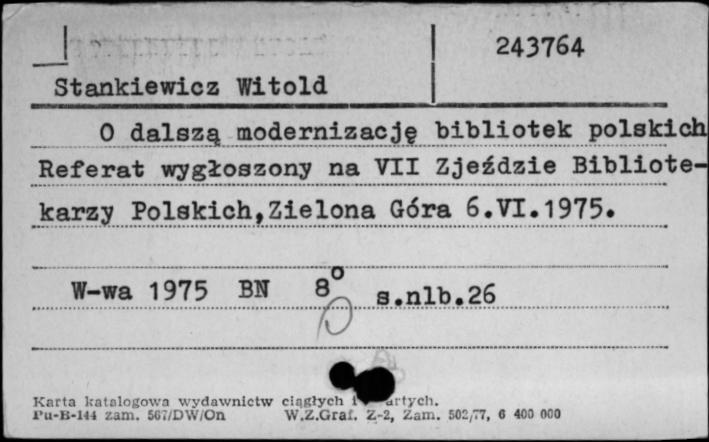 243764
Stankiewicz Witold
O dalszą modernizację bibliotek polskich
Referat wygłoszony na VII Zjeździe Bibliote-
karzy Polskich,Zielona Góra 6.VI.1975.
W-wa 1975 BN 8° s.nlb.26
Karta katalogowa wydawnictw ciągłych i
Pu-B-144 zam. 567/DW/On W.Z.Graf. Z-2, Zam. 502/77, 6 400 000